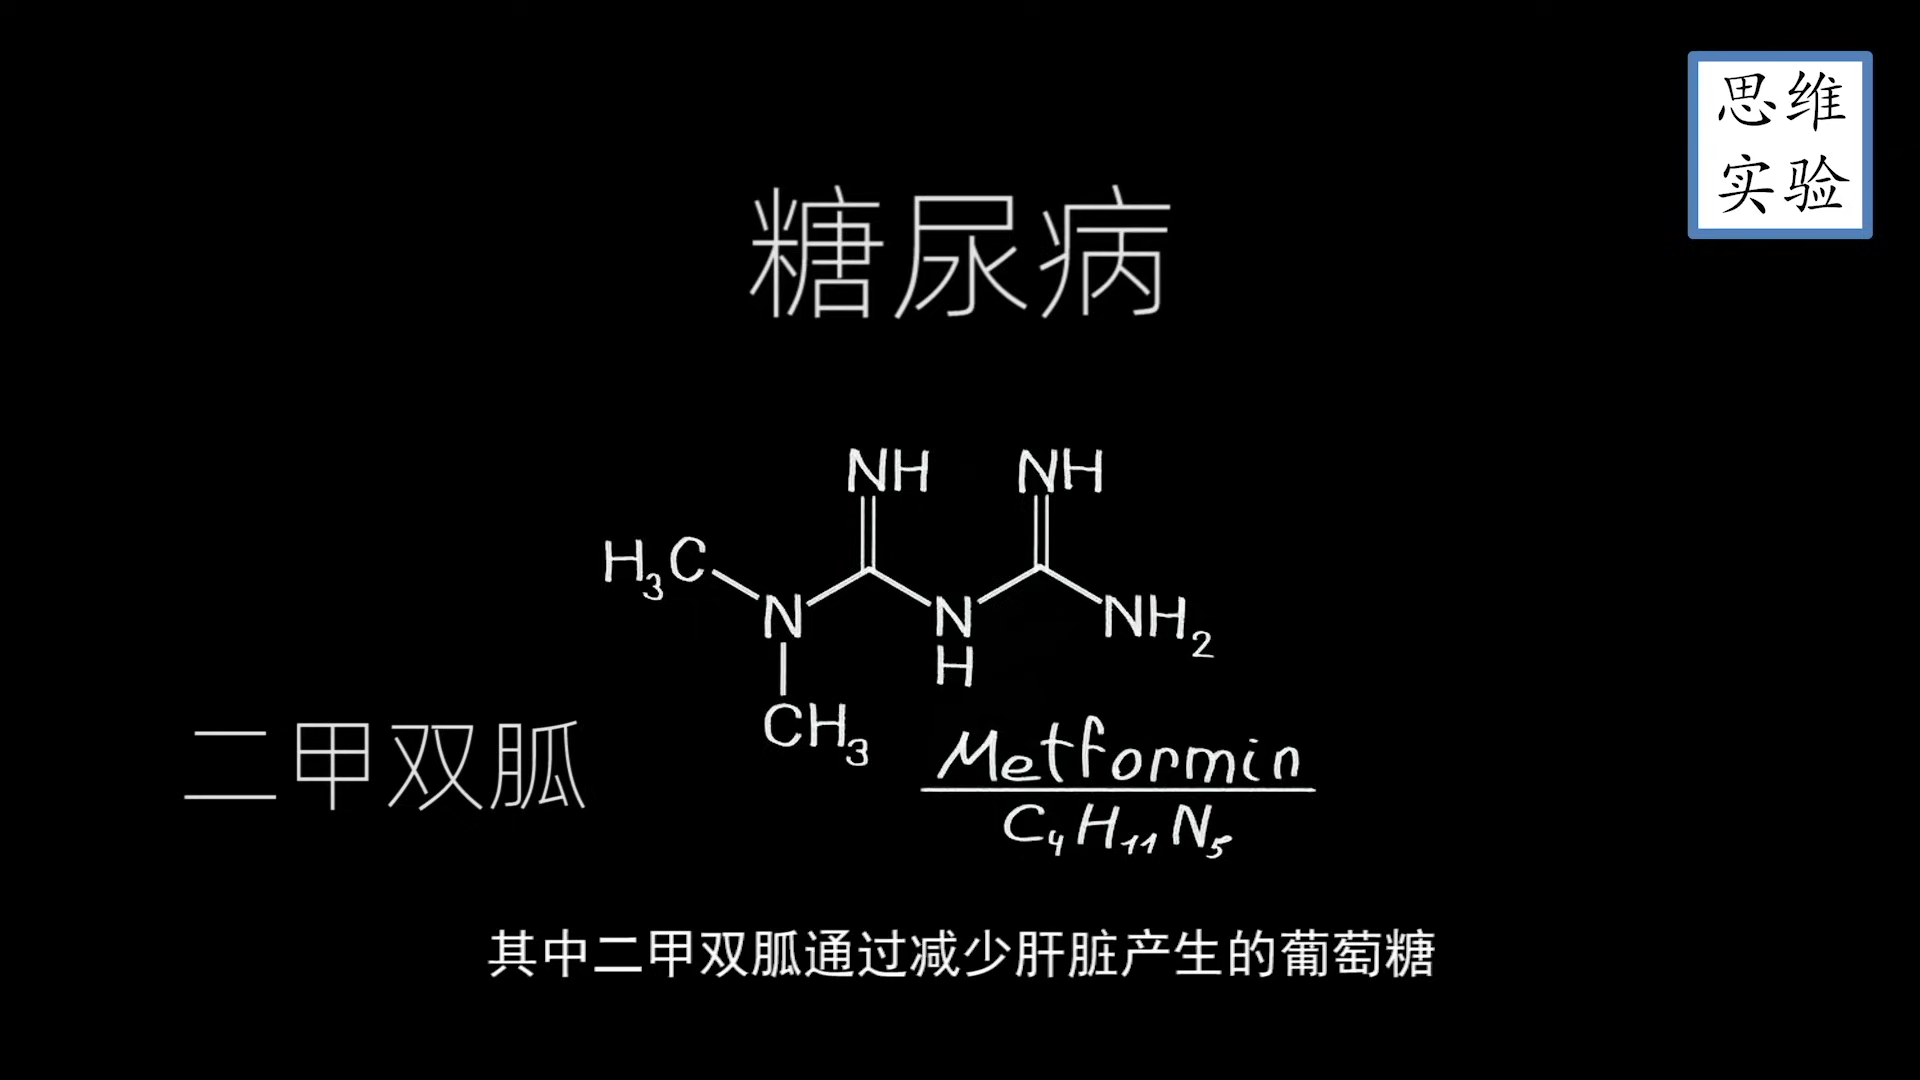 思维
实验
糖尿病
NH NH
H₃C
N N NH₂
H
CH₃
二甲双胍
Metformin
C₄H₁₁N₅
其中二甲双胍通过减少肝脏产生的葡萄糖